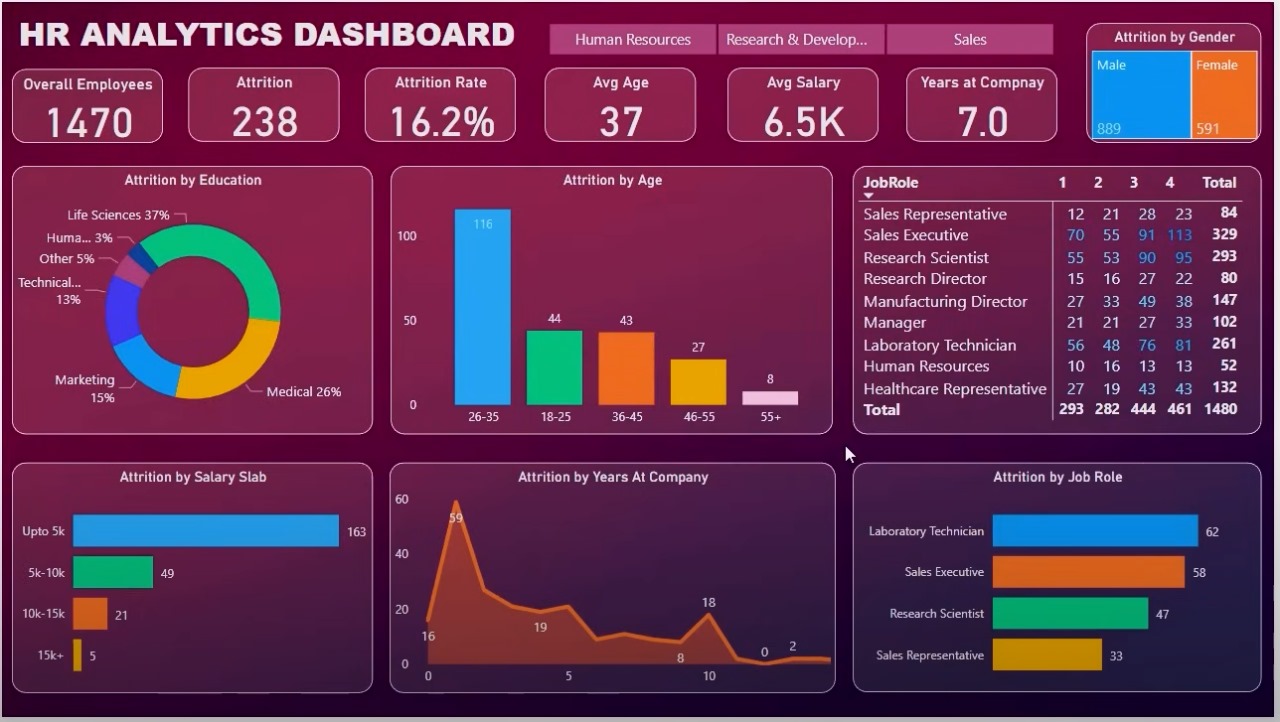 HR ANALYTICS DASHBOARD
Human Resources
Research & Develop...
Sales
Attrition by Gender
Male
Female
889
591
Overall Employees
1470
Attrition
238
Attrition Rate
16.2%
Avg Age
37
Avg Salary
6.5K
Years at Compnay
7.0
Attrition by Education
Life Sciences 37%
Huma... 3%
Other 5%
Technical...
13%
Marketing
15%
Medical 26%
Attrition by Age
100
50
0
116
44
43
27
8
26-35
18-25
36-45
46-55
55+
JobRole 1 2 3 4 Total
Sales Representative 12 21 28 23 84
Sales Executive 70 55 91 113 329
Research Scientist 55 53 90 95 293
Research Director 15 16 27 22 80
Manufacturing Director 27 33 49 38 147
Manager 21 21 27 33 102
Laboratory Technician 56 48 76 81 261
Human Resources 10 16 13 13 52
Healthcare Representative 27 19 43 43 132
Total 293 282 444 461 1480
Attrition by Salary Slab
Upto 5k 163
5k-10k 49
10k-15k 21
15k+ 5
Attrition by Years At Company
60
40
20
0
16
59
19
8
18
0
2
0
5
10
Attrition by Job Role
Laboratory Technician 62
Sales Executive 58
Research Scientist 47
Sales Representative 33